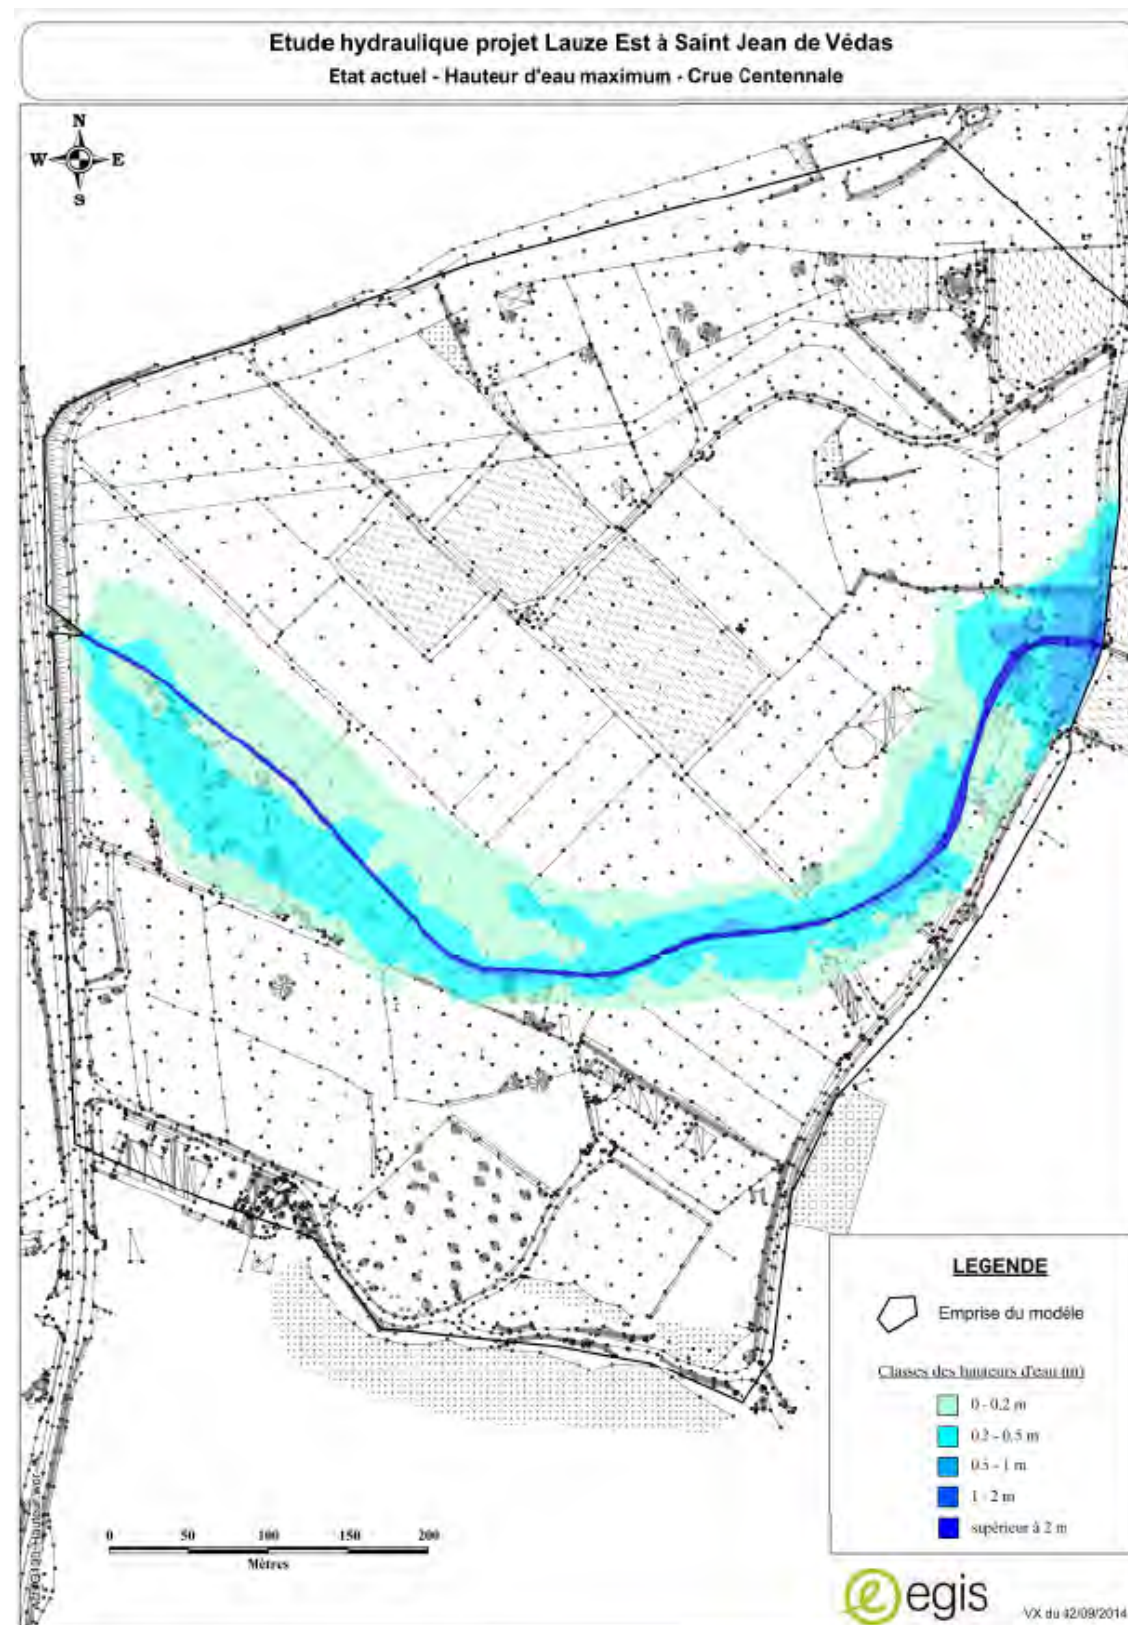 Etude hydraulique projet Lauze Est à Saint Jean de Védas
Etat actuel - Hauteur d'eau maximum - Crue Centennale
N
W E
S
LEGENDE
Emprise du modèle
Classes des hauteurs d'eau (m)
0 - 0.2 m
0.2 - 0.5 m
0.5 - 1 m
1 - 2 m
supérieur à 2 m
0 50 100 150 200
Mètres
egis
VX du 02/09/2014